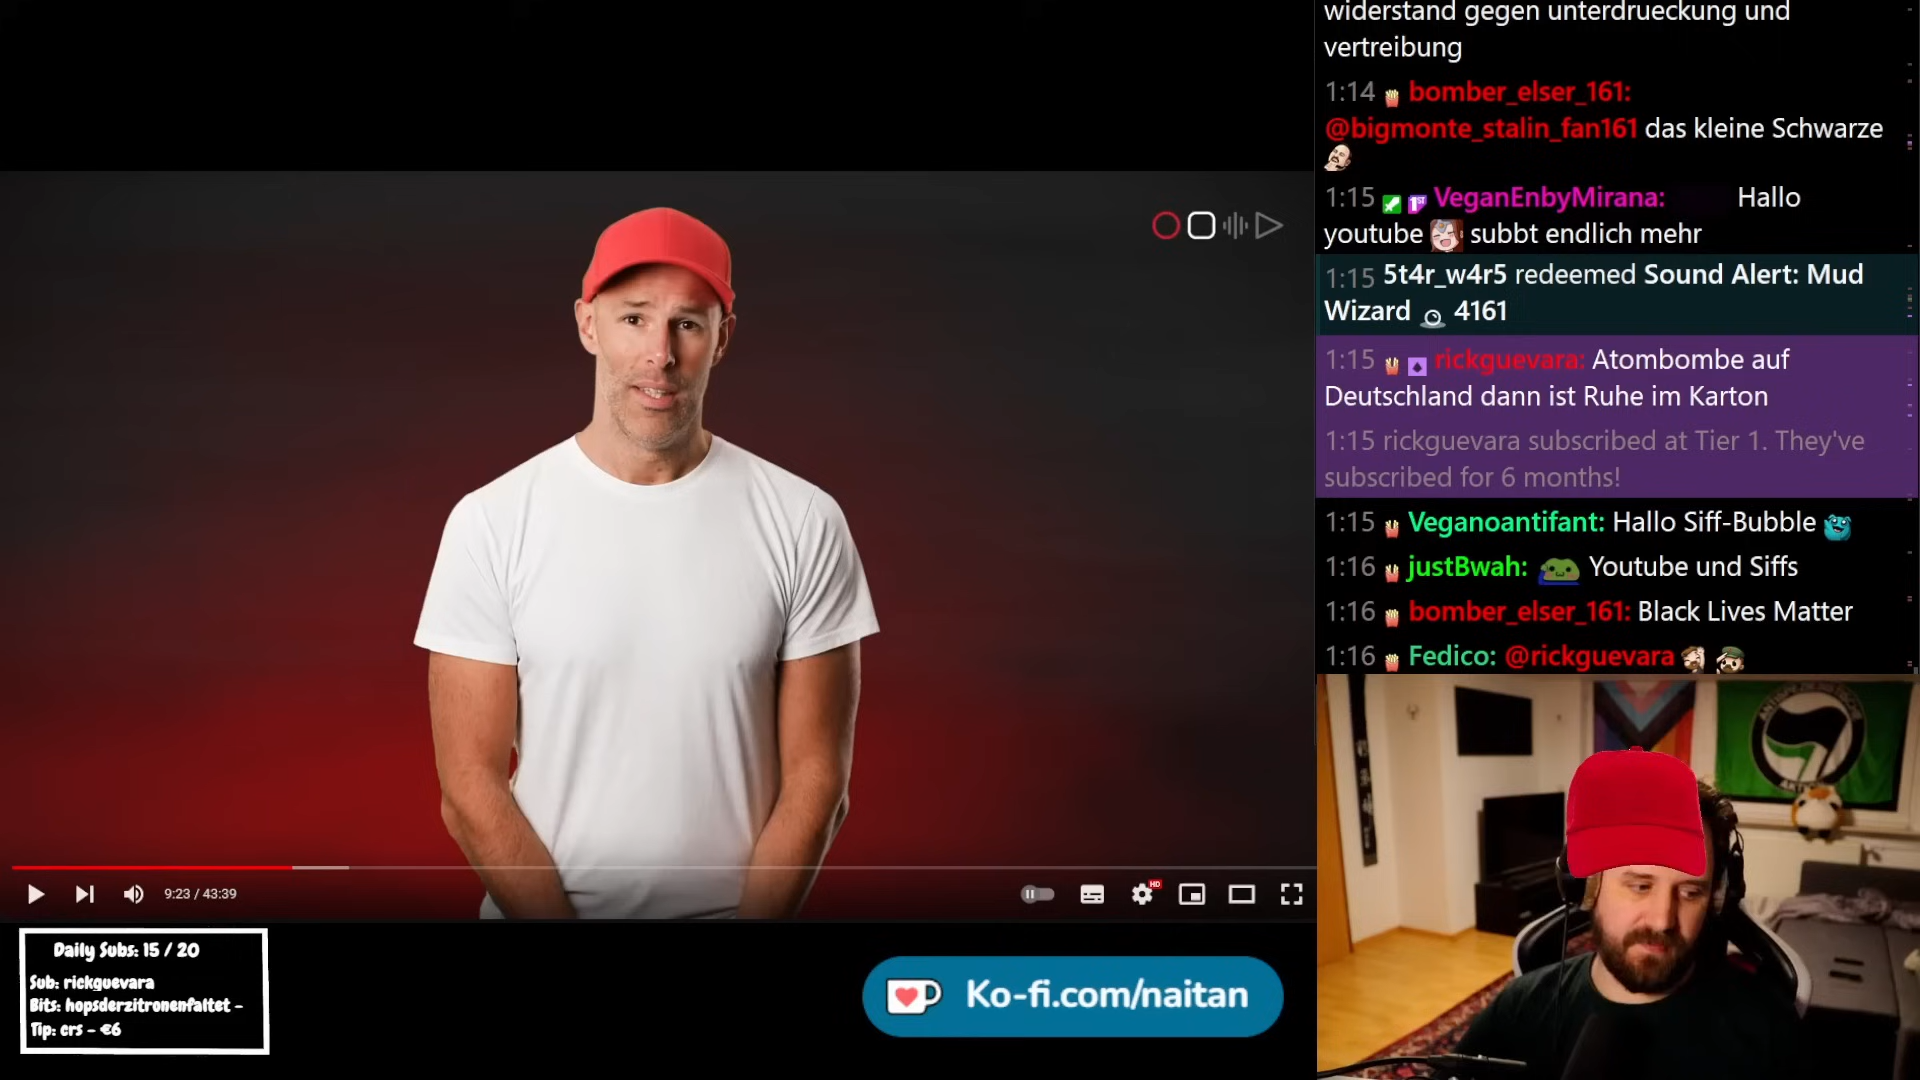 widerstand gegen unterdrueckung und
vertreibung
1:14 bomber_elser_161:
@bigmonte_stalin_fan161 das kleine Schwarze
1:15 VeganEnbyMirana: Hallo
youtube subbt endlich mehr
1:15 5t4r_w4r5 redeemed Sound Alert: Mud
Wizard 4161
1:15 rickguevara: Atombombe auf
Deutschland dann ist Ruhe im Karton
1:15 rickguevara subscribed at Tier 1. They've
subscribed for 6 months!
1:15 Veganoantifant: Hallo Siff-Bubble
1:16 justBwah: Youtube und Siffs
1:16 bomber_elser_161: Black Lives Matter
1:16 Fedico: @rickguevara
9:23 / 43:39
HD
Daily Subs: 15 / 20
Sub: rickguevara
Bits: hopsderzitronenfaltet -
Tip: crs - €6
Ko-fi.com/naitan